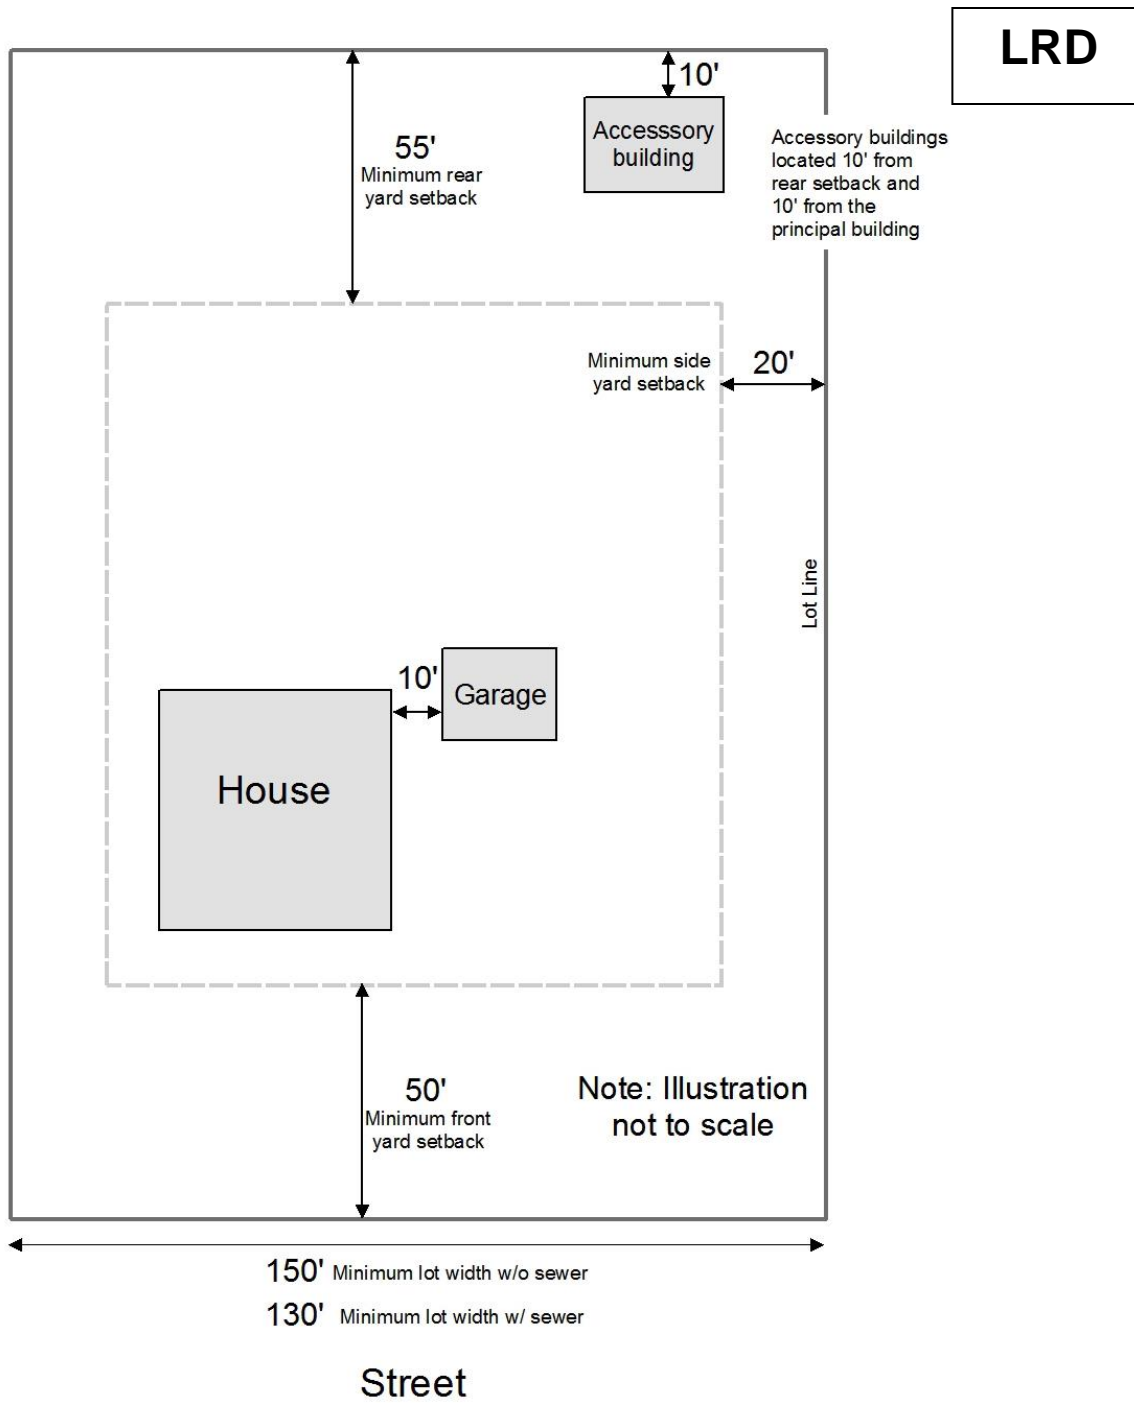 LRD
10'
Accesssory
building
Accessory buildings
located 10' from
rear setback and
10' from the
principal building
55'
Minimum rear
yard setback
Minimum side
yard setback
20'
Lot Line
10'
Garage
House
50'
Minimum front
yard setback
Note: Illustration
not to scale
150' Minimum lot width w/o sewer
130' Minimum lot width w/ sewer
Street